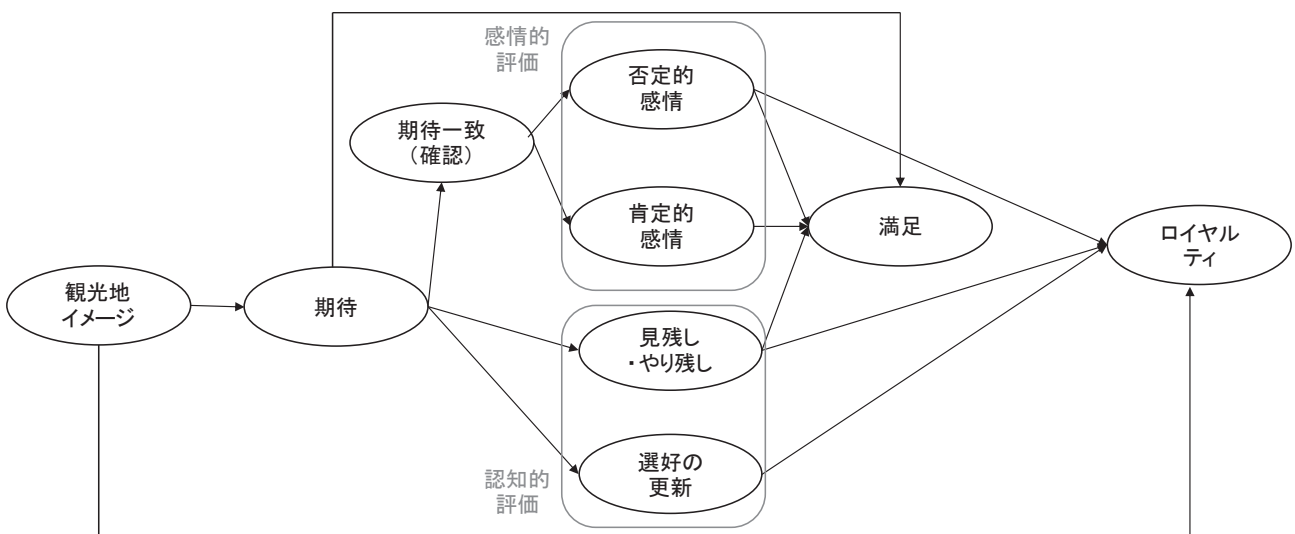 感情的
評価
否定的
感情
期待一致
（確認）
肯定的
感情
満足
ロイヤル
ティ
観光地
イメージ
期待
見残し
・やり残し
選好の
更新
認知的
評価